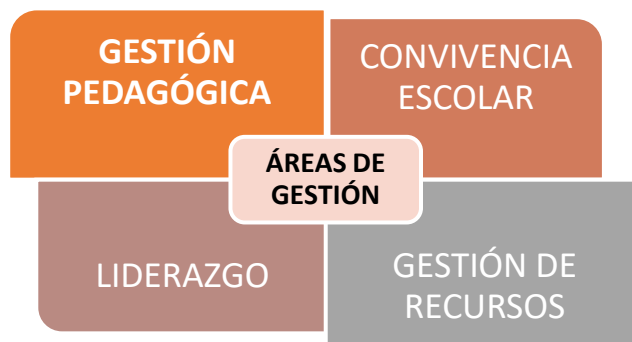 GESTIÓN
PEDAGÓGICA
CONVIVENCIA
ESCOLAR
ÁREAS DE
GESTIÓN
LIDERAZGO
GESTIÓN DE
RECURSOS